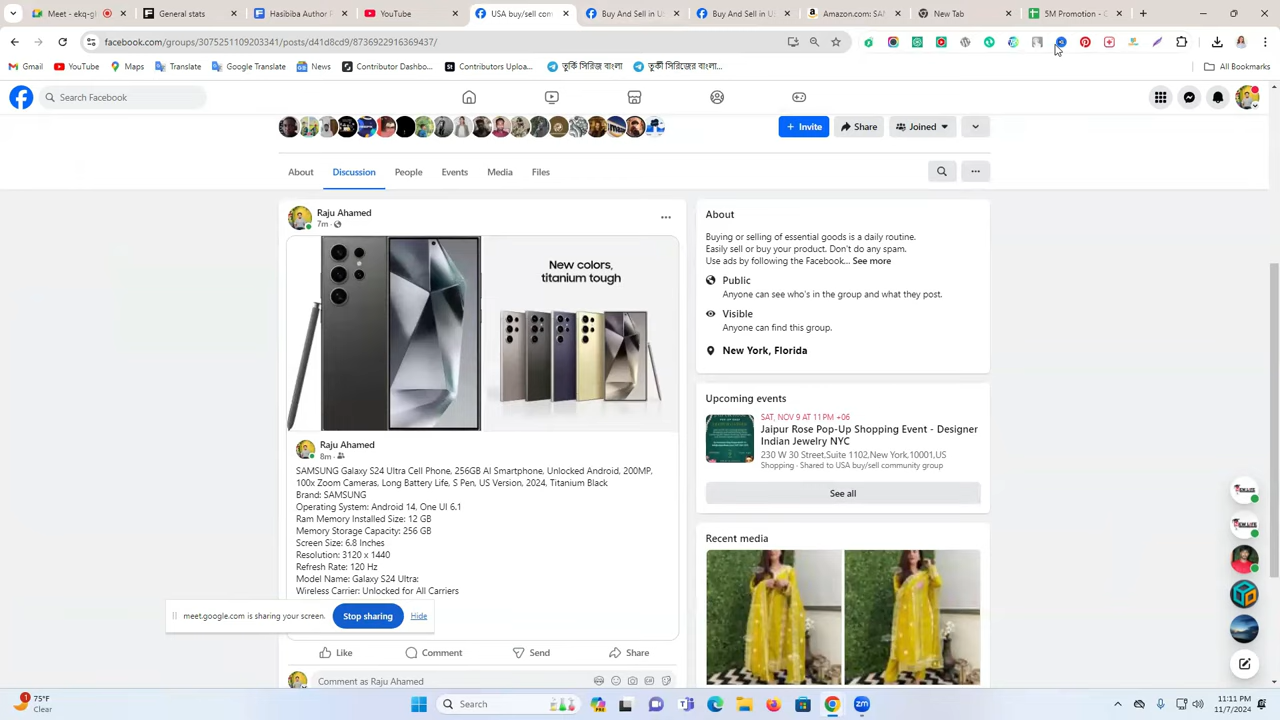 Meet - ekq-g
General stats
Facebook
YouTube
USA buy/sell com
Buy And Sell in US
Buy and Sell in US
Amazon.com: SA
New Tab
5M Promotion - G
facebook.com/groups/3075251109203341/posts/d41d8cd9/8736922916369437/
Gmail
YouTube
Maps
Translate
Google Translate
News
Contributor Dashbo...
Contributors Uploa...
তুর্কি সিরিজ বাংলা
তুর্কী সিরিজের বাংলা...
All Bookmarks
Search Facebook
+ Invite
Share
Joined
About
Discussion
People
Events
Media
Files
Raju Ahamed
7m ·
New colors,
titanium tough
Raju Ahamed
8m ·
SAMSUNG Galaxy S24 Ultra Cell Phone, 256GB AI Smartphone, Unlocked Android, 200MP,
100x Zoom Cameras, Long Battery Life, S Pen, US Version, 2024, Titanium Black
Brand: SAMSUNG
Operating System: Android 14, One UI 6.1
Ram Memory Installed Size: 12 GB
Memory Storage Capacity: 256 GB
Screen Size: 6.8 Inches
Resolution: 3120 x 1440
Refresh Rate: 120 Hz
Model Name: Galaxy S24 Ultra:
Wireless Carrier: Unlocked for All Carriers
meet.google.com is sharing your screen.
Stop sharing
Hide
Like
Comment
Send
Share
Comment as Raju Ahamed
About
Buying or selling of essential goods is a daily routine.
Easily sell or buy your product. Don't do any spam.
Use ads by following the Facebook... See more
Public
Anyone can see who's in the group and what they post.
Visible
Anyone can find this group.
New York, Florida
Upcoming events
SAT, NOV 9 AT 11 PM +06
Jaipur Rose Pop-Up Shopping Event - Designer
Indian Jewelry NYC
230 W 30 Street,Suite 1102,New York,10001,US
Shopping · Shared to USA buy/sell community group
See all
Recent media
1
75°F
Clear
Search
11:11 PM
11/7/2024